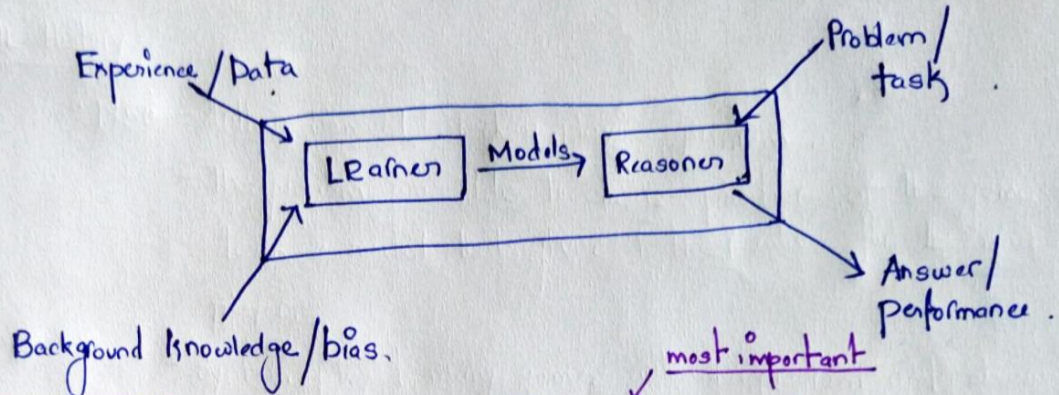 Experience/Data
Problem/
task.
Learner
Models
Reasoner
Answer/
performance.
Background knowledge/bias.
most important